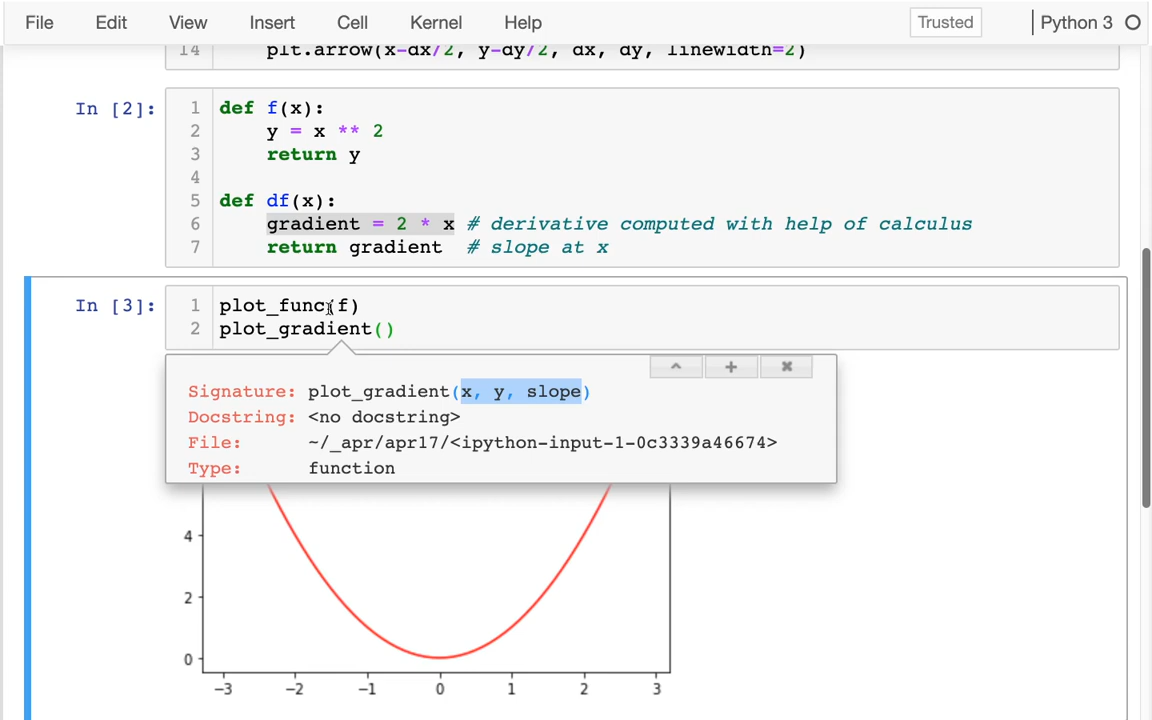 File Edit View Insert Cell Kernel Help Trusted Python 3
14 plt.arrow(x-dx/2, y-dy/2, dx, dy, linewidth=2)
In [2]:
1 def f(x):
2 y = x ** 2
3 return y
4
5 def df(x):
6 gradient = 2 * x # derivative computed with help of calculus
7 return gradient # slope at x
In [3]:
1 plot_func(f)
2 plot_gradient()
Signature: plot_gradient(x, y, slope)
Docstring: <no docstring>
File: ~/_apr/apr17/<ipython-input-1-0c3339a46674>
Type: function
4
2
0
−3 −2 −1 0 1 2 3